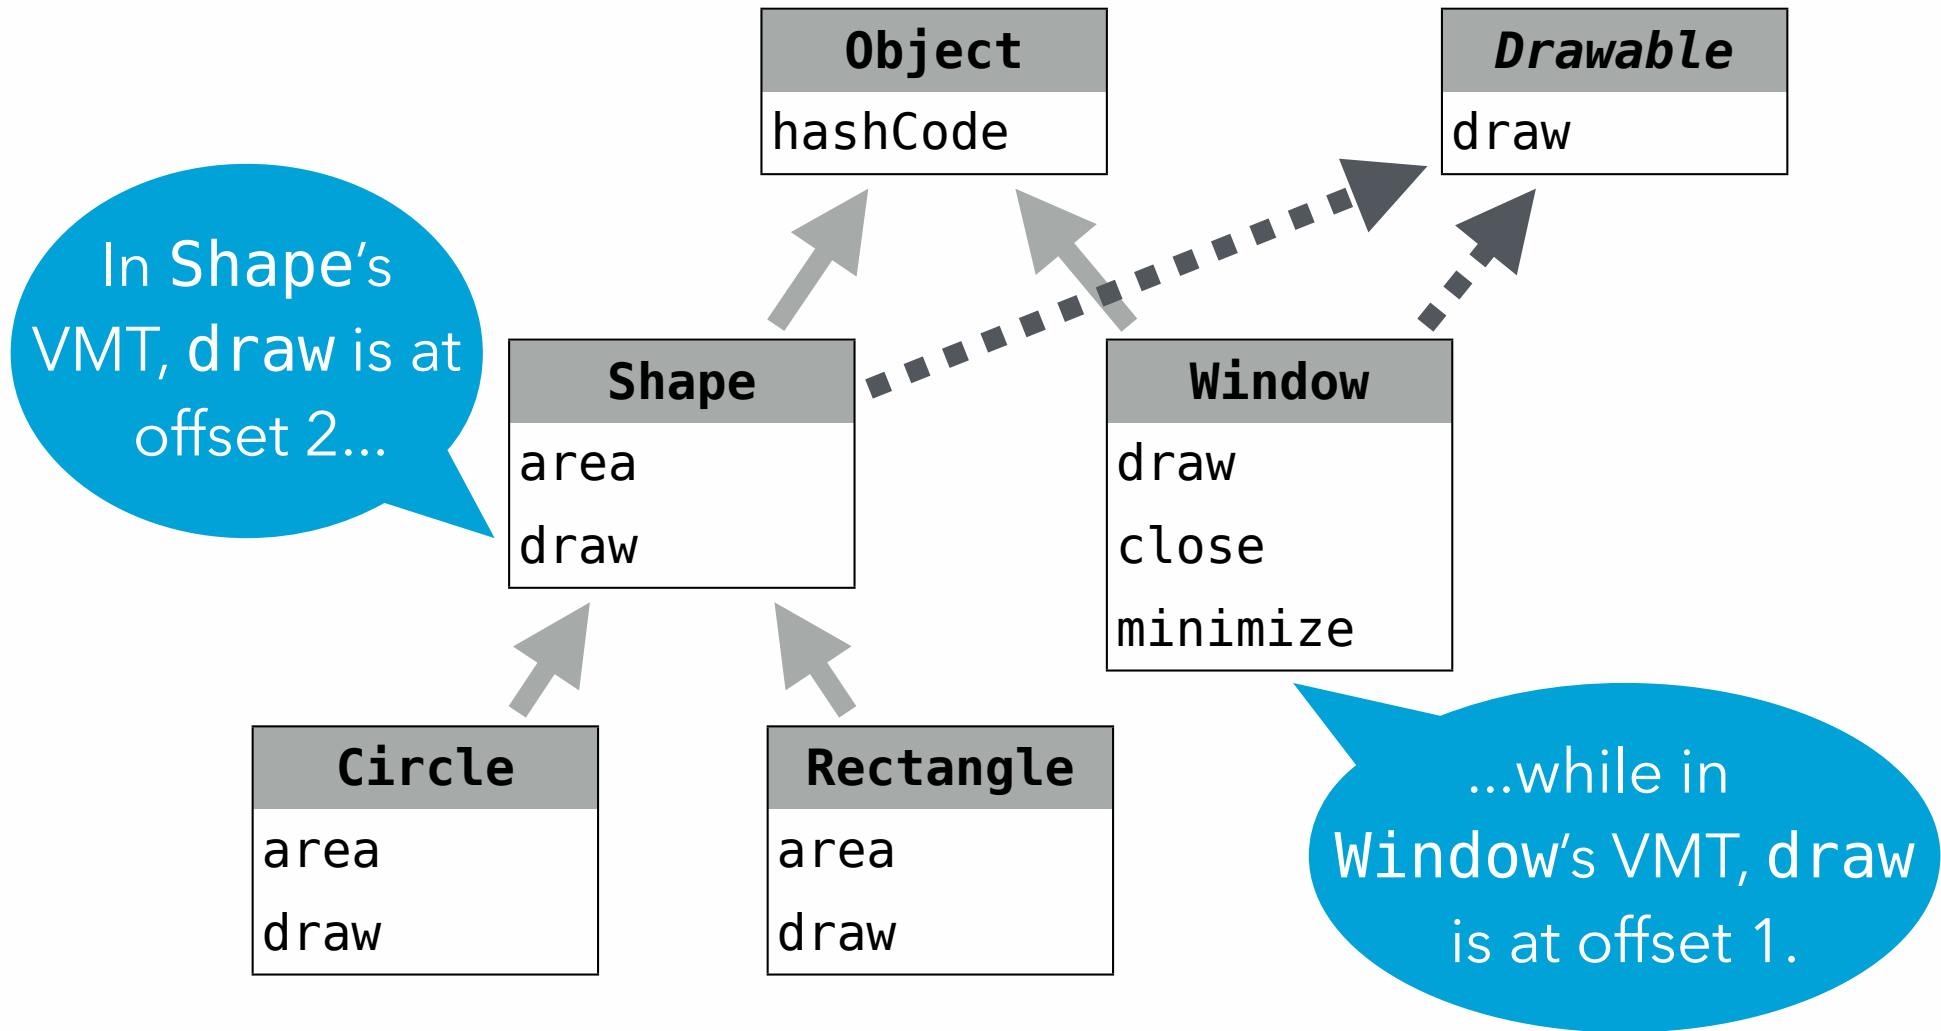 Object
hashCode
Drawable
draw
In Shape’s
VMT, draw is at
offset 2...
Shape
area
draw
Window
draw
close
minimize
Circle
area
draw
Rectangle
area
draw
...while in
Window’s VMT, draw
is at offset 1.